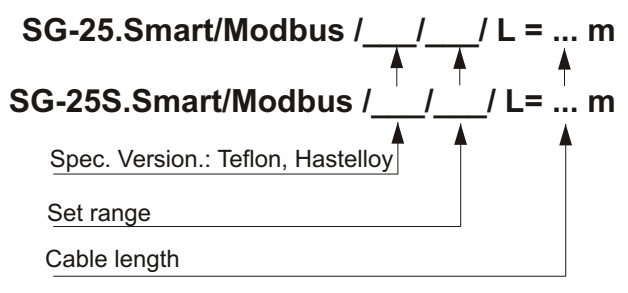 SG-25.Smart/Modbus /___/___/ L = ... m
SG-25S.Smart/Modbus /___/___/ L= ... m
Spec. Version.: Teflon, Hastelloy
Set range
Cable length